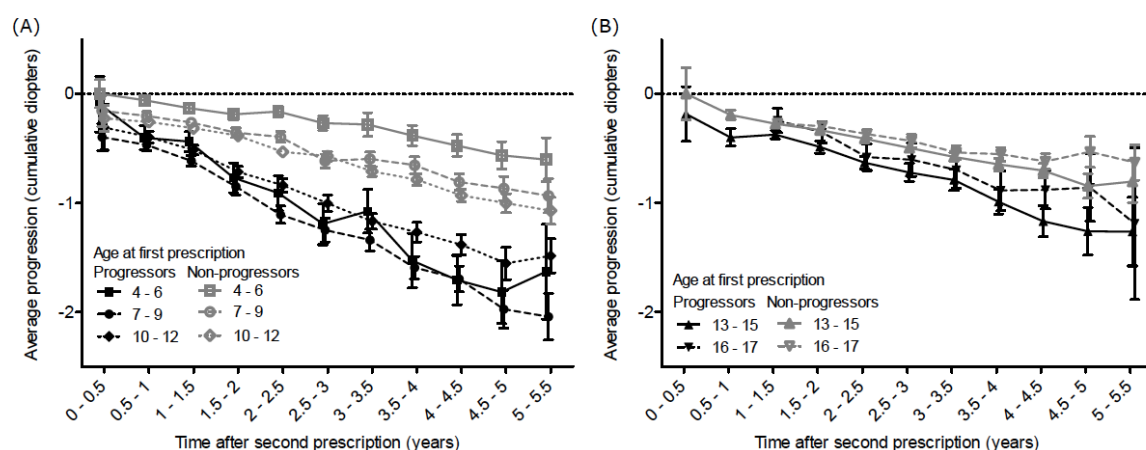 (A)
Average progression (cumulative diopters)
0
-1
-2
Age at first prescription
Progressors Non-progressors
4 - 6 4 - 6
7 - 9 7 - 9
10 - 12 10 - 12
0 - 0.5
0.5 - 1
1 - 1.5
1.5 - 2
2 - 2.5
2.5 - 3
3 - 3.5
3.5 - 4
4 - 4.5
4.5 - 5
5 - 5.5
Time after second prescription (years)
(B)
Average progression (cumulative diopters)
0
-1
-2
Age at first prescription
Progressors Non-progressors
13 - 15 13 - 15
16 - 17 16 - 17
0 - 0.5
0.5 - 1
1 - 1.5
1.5 - 2
2 - 2.5
2.5 - 3
3 - 3.5
3.5 - 4
4 - 4.5
4.5 - 5
5 - 5.5
Time after second prescription (years)